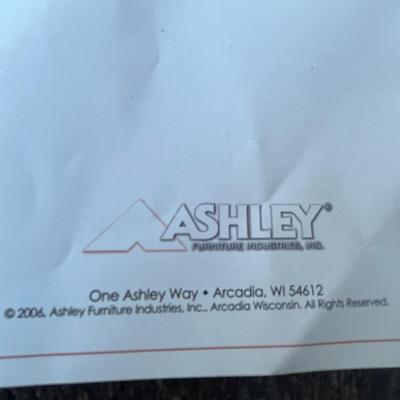 ASHLEY®
FURNITURE INDUSTRIES, INC.
One Ashley Way • Arcadia, WI 54612
© 2006, Ashley Furniture Industries, Inc., Arcadia Wisconsin. All Rights Reserved.